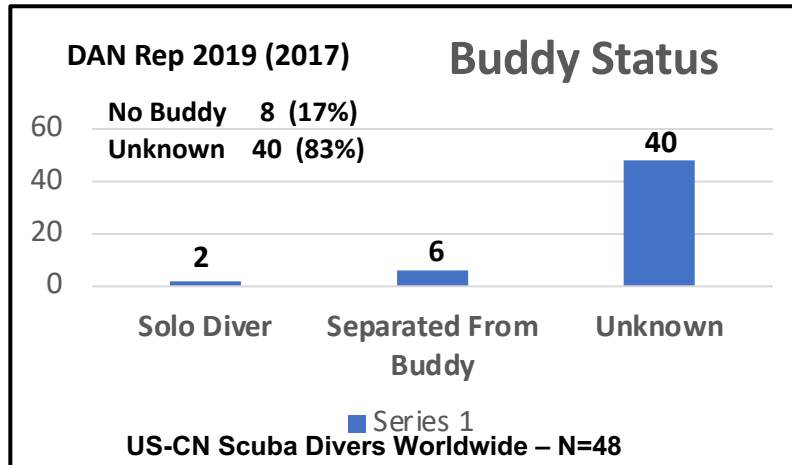 DAN Rep 2019 (2017)
Buddy Status
No Buddy 8 (17%)
Unknown 40 (83%)
60
40
20
0
2
6
40
Solo Diver
Separated From
Buddy
Unknown
Series 1
US-CN Scuba Divers Worldwide – N=48